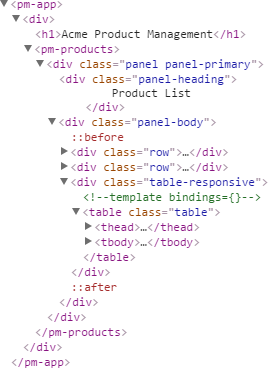 <pm-app>
<div>
<h1>Acme Product Management</h1>
<pm-products>
<div class="panel panel-primary">
<div class="panel-heading">
Product List
</div>
<div class="panel-body">
::before
<div class="row">…</div>
<div class="row">…</div>
<div class="table-responsive">
<!--template bindings={}-->
<table class="table">
<thead>…</thead>
<tbody>…</tbody>
</table>
</div>
::after
</div>
</div>
</pm-products>
</div>
</pm-app>